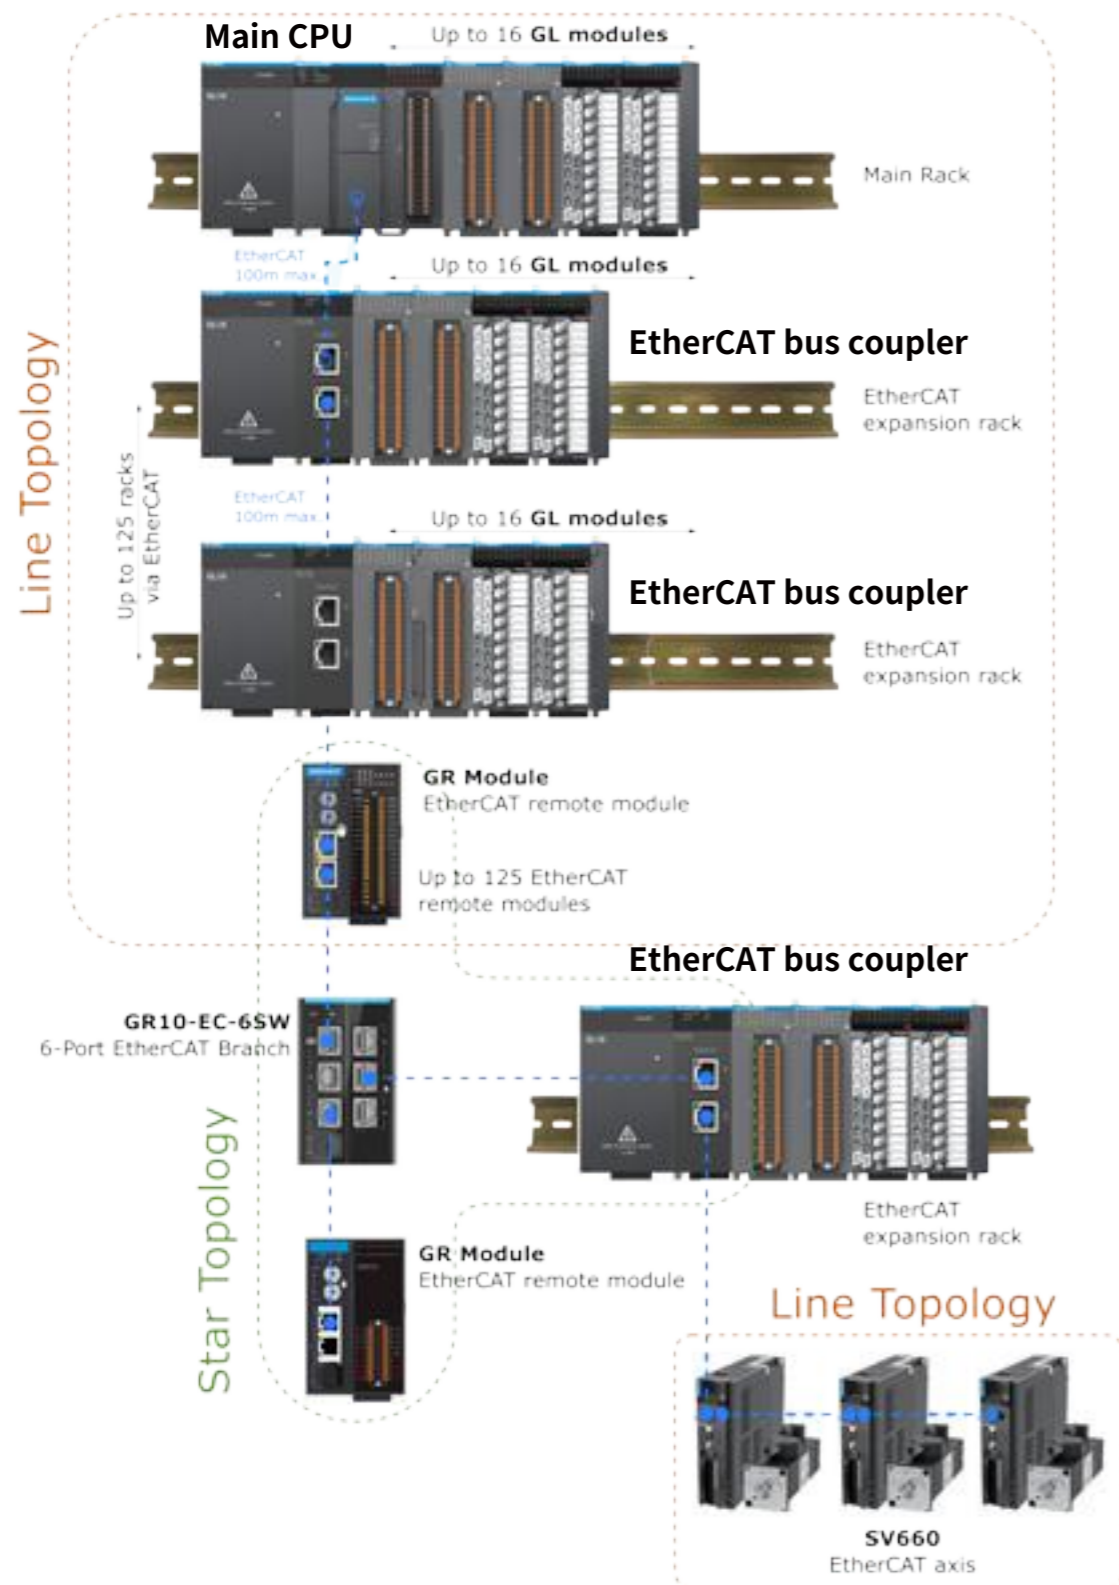 Main CPU
Up to 16 GL modules
Main Rack
EtherCAT
100m max.
Up to 16 GL modules
EtherCAT bus coupler
EtherCAT
expansion rack
Line Topology
Up to 125 racks
via EtherCAT
EtherCAT
100m max.
Up to 16 GL modules
EtherCAT bus coupler
EtherCAT
expansion rack
GR Module
EtherCAT remote module
Up to 125 EtherCAT
remote modules
EtherCAT bus coupler
GR10-EC-6SW
6-Port EtherCAT Branch
Star Topology
EtherCAT
expansion rack
GR Module
EtherCAT remote module
Line Topology
SV660
EtherCAT axis